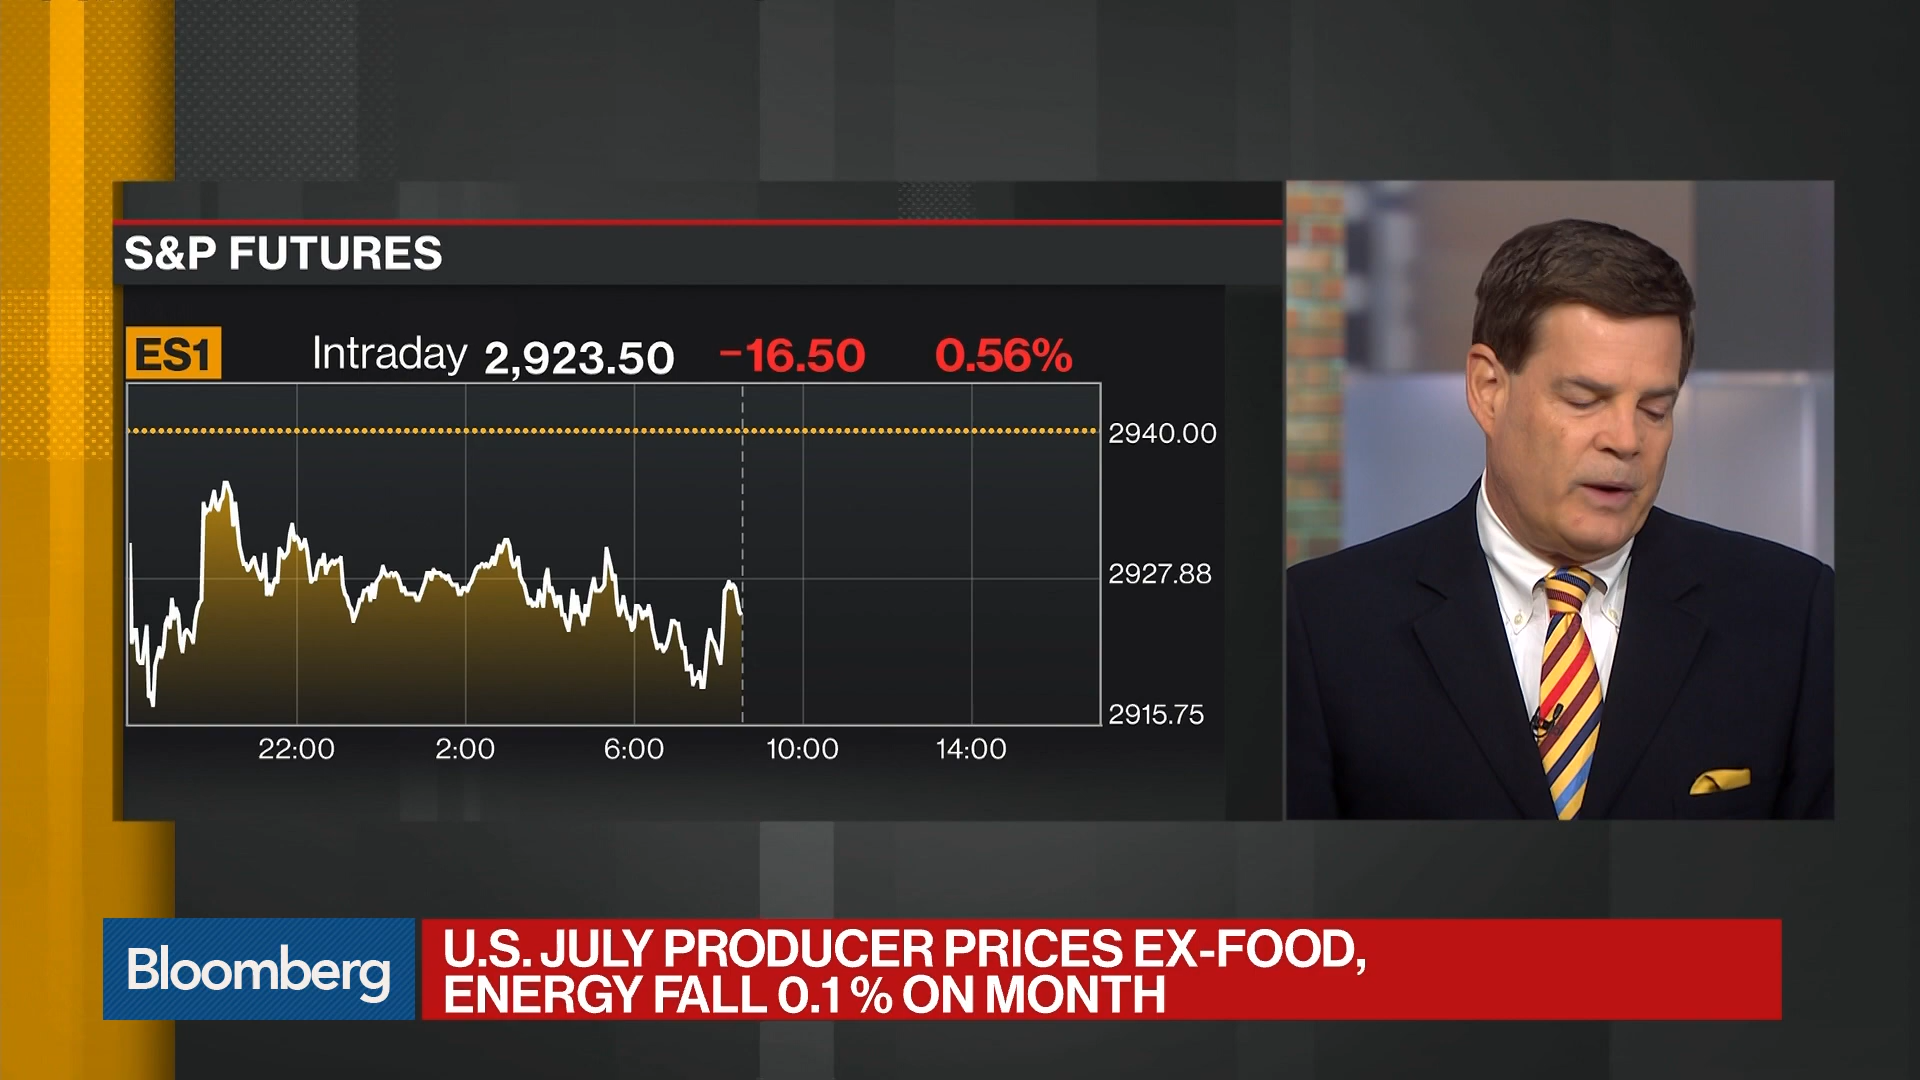 S&P FUTURES
ES1 Intraday 2,923.50 -16.50 0.56%
2940.00
2927.88
2915.75
22:00 2:00 6:00 10:00 14:00
Bloomberg
U.S. JULY PRODUCER PRICES EX-FOOD,
ENERGY FALL 0.1% ON MONTH